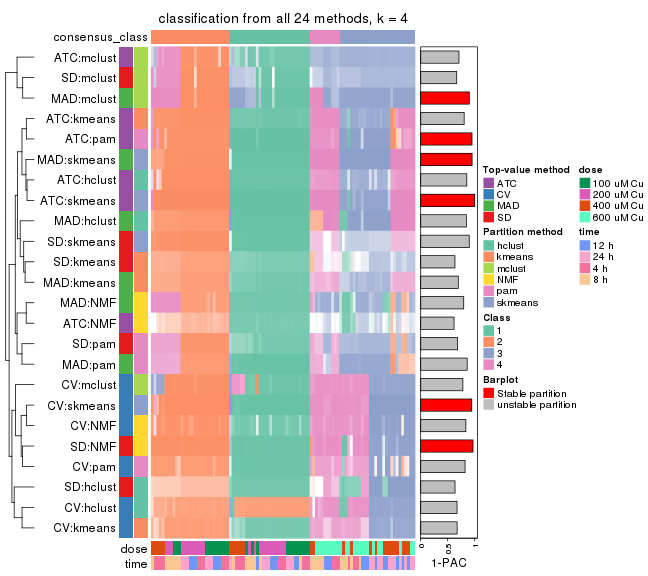 classification from all 24 methods, k = 4
consensus_class
ATC:mclust
SD:mclust
MAD:mclust
ATC:kmeans
ATC:pam
MAD:skmeans
ATC:hclust
ATC:skmeans
MAD:hclust
SD:skmeans
SD:kmeans
MAD:kmeans
MAD:NMF
ATC:NMF
SD:pam
MAD:pam
CV:mclust
CV:skmeans
CV:NMF
SD:NMF
CV:pam
SD:hclust
CV:hclust
CV:kmeans
dose
time
0
0.5
1
1-PAC
Top-value method
ATC
CV
MAD
SD
Partition method
hclust
kmeans
mclust
NMF
pam
skmeans
Class
1
2
3
4
Barplot
Stable partition
unstable partition
dose
100 uM Cu
200 uM Cu
400 uM Cu
600 uM Cu
time
12 h
24 h
4 h
8 h